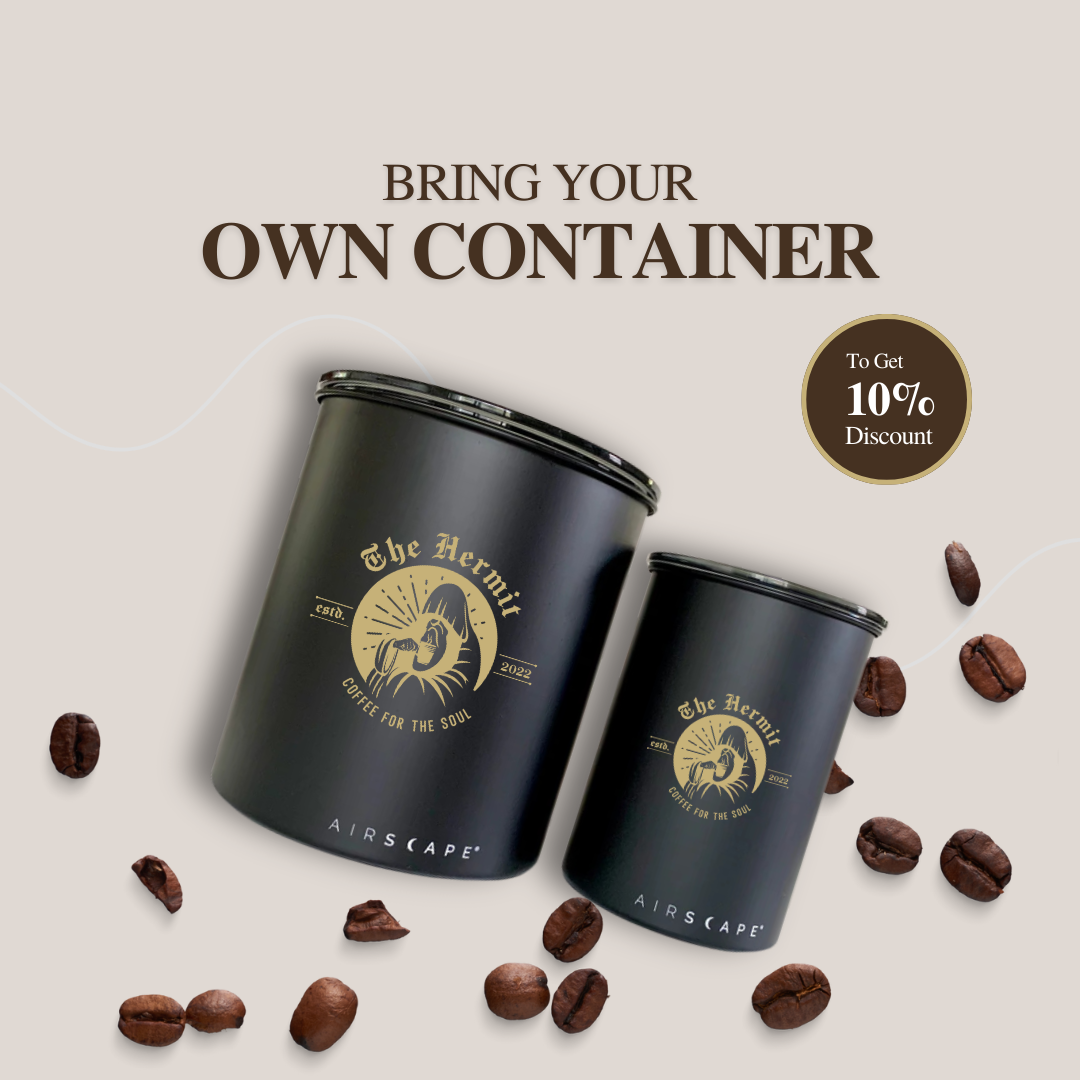 BRING YOUR
OWN CONTAINER
To Get
10%
Discount
The Hermit
estd.
2022
COFFEE FOR THE SOUL
AIRSCAPE®
The Hermit
estd.
2022
COFFEE FOR THE SOUL
AIRSCAPE®